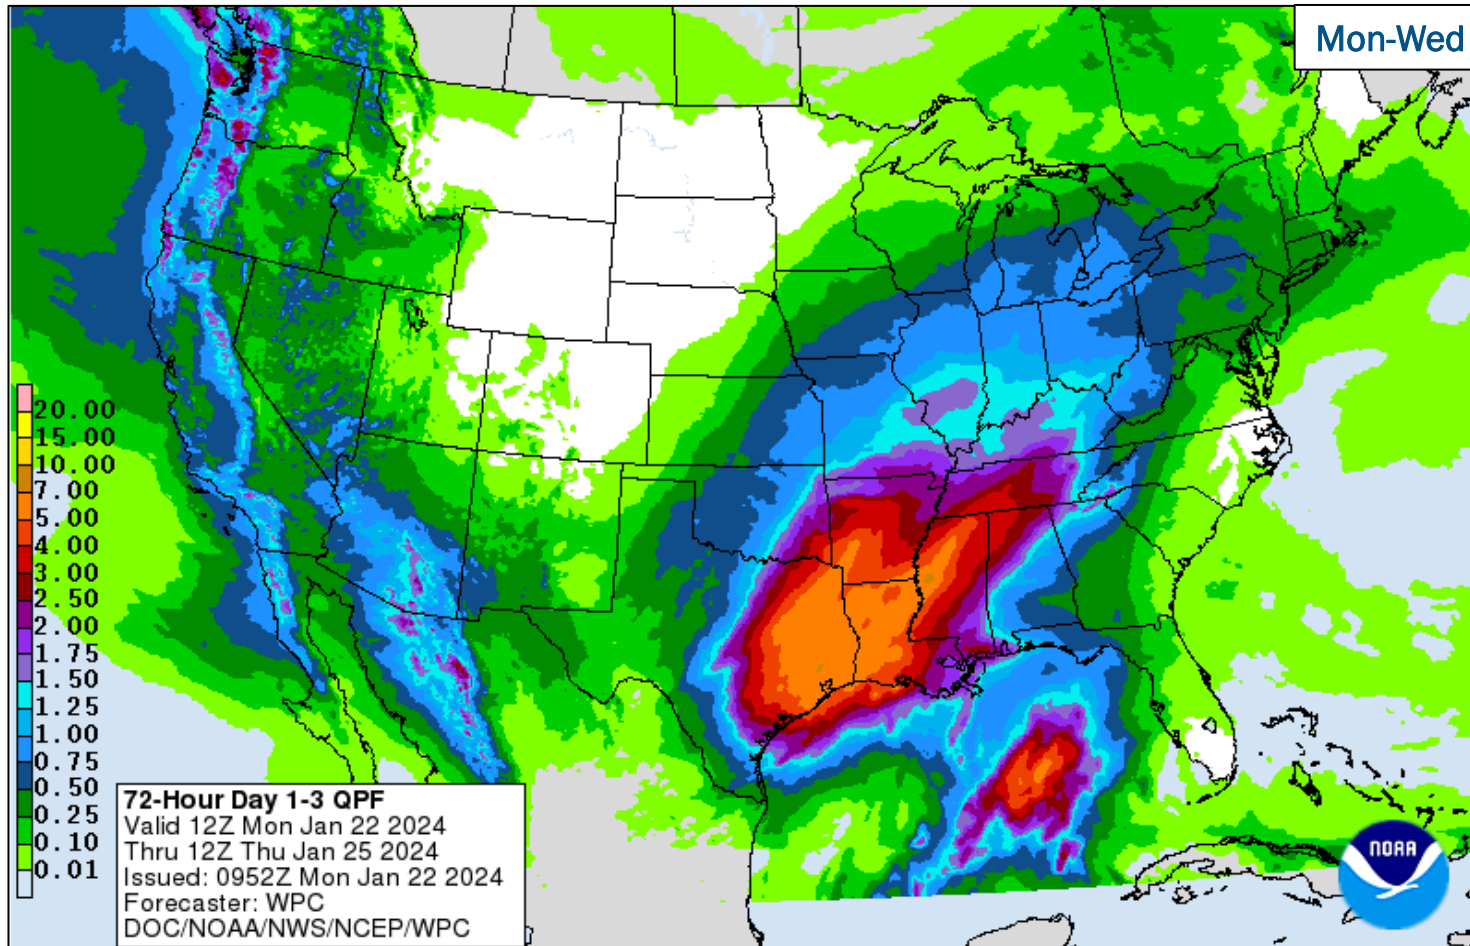 Mon-Wed
20.00
15.00
10.00
7.00
5.00
4.00
3.00
2.50
2.00
1.75
1.50
1.25
1.00
0.75
0.50
0.25
0.10
0.01
72-Hour Day 1-3 QPF
Valid 12Z Mon Jan 22 2024
Thru 12Z Thu Jan 25 2024
Issued: 0952Z Mon Jan 22 2024
Forecaster: WPC
DOC/NOAA/NWS/NCEP/WPC
NOAA